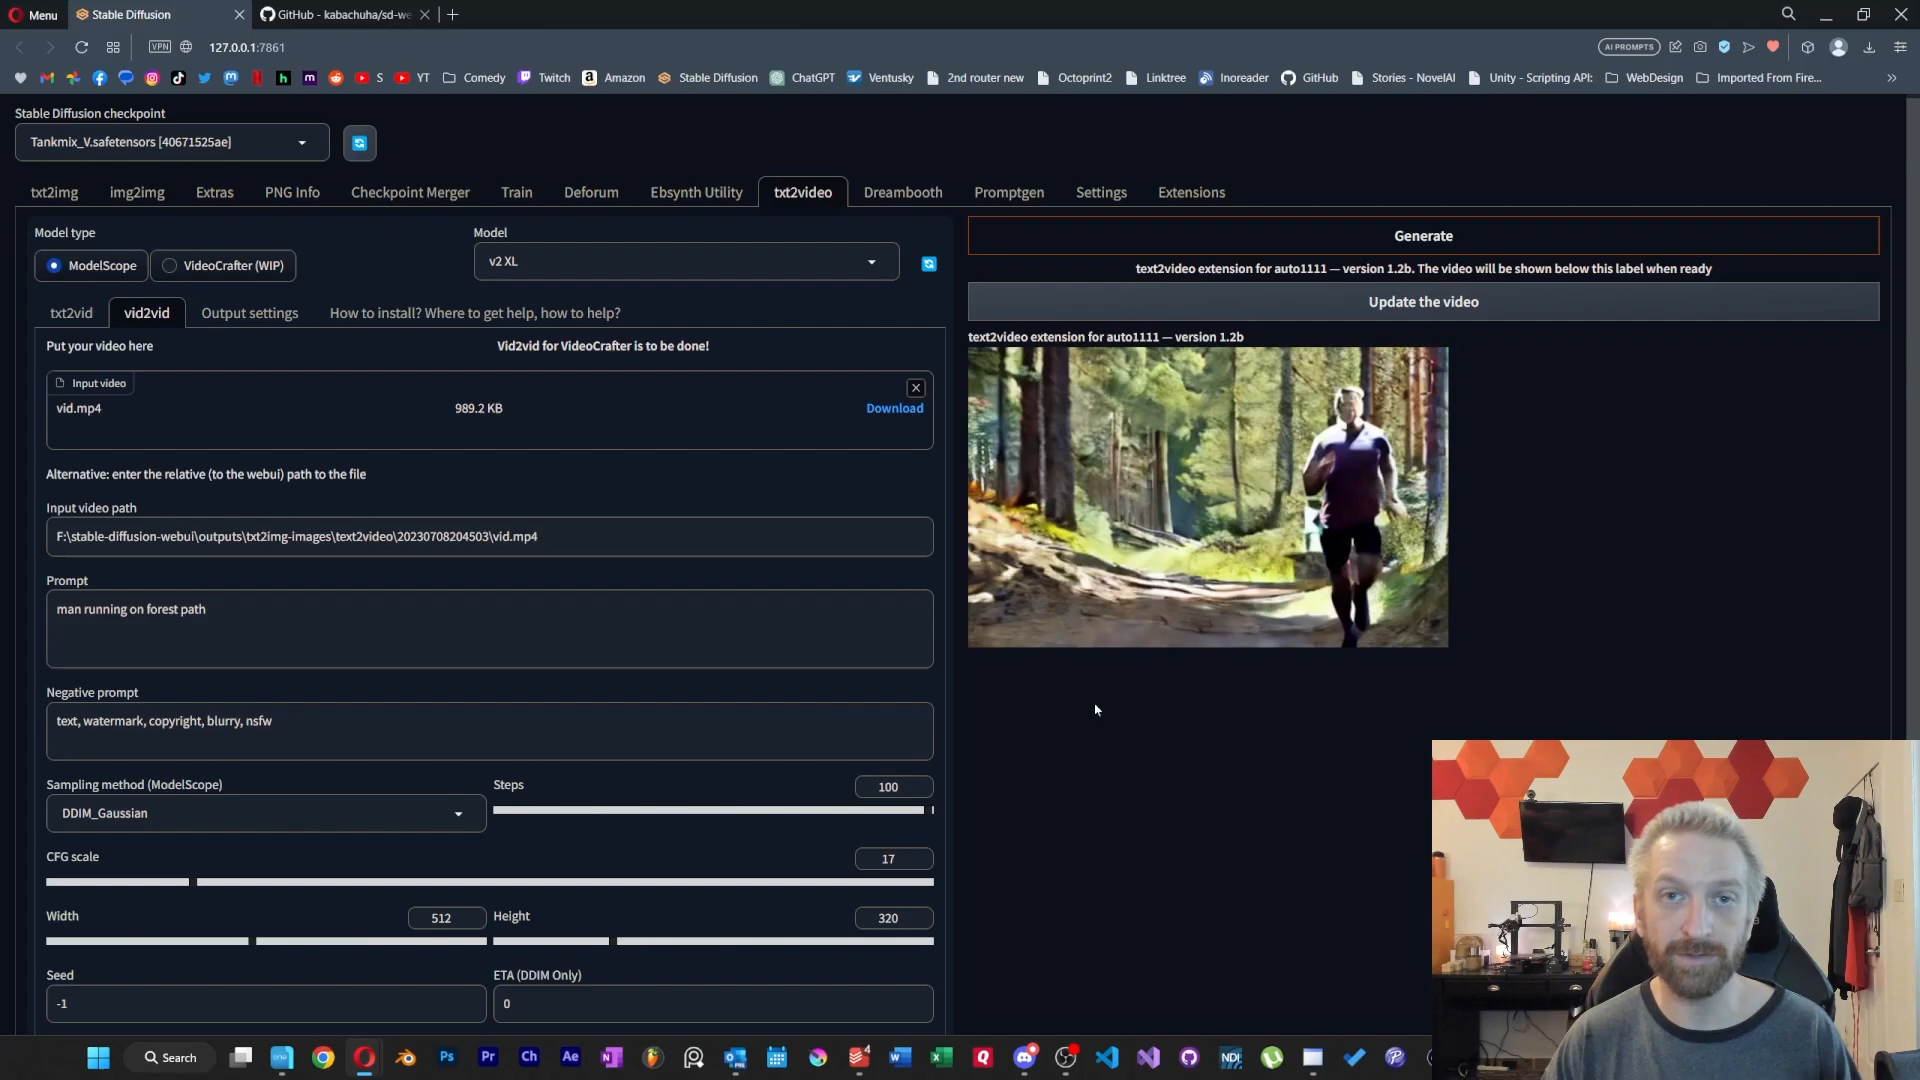 Menu
Stable Diffusion
GitHub - kabachuha/sd-we
VPN
127.0.0.1:7861
AI PROMPTS
S
YT
Comedy
Twitch
Amazon
Stable Diffusion
ChatGPT
Ventusky
2nd router new
Octoprint2
Linktree
Inoreader
GitHub
Stories - NovelAI
Unity - Scripting API:
WebDesign
Imported From Fire...
Stable Diffusion checkpoint
Tankmix_V.safetensors [40671525ae]
txt2img
img2img
Extras
PNG Info
Checkpoint Merger
Train
Deforum
Ebsynth Utility
txt2video
Dreambooth
Promptgen
Settings
Extensions
Model type
Model
ModelScope
VideoCrafter (WIP)
v2 XL
Generate
text2video extension for auto1111 — version 1.2b. The video will be shown below this label when ready
Update the video
text2video extension for auto1111 — version 1.2b
txt2vid
vid2vid
Output settings
How to install? Where to get help, how to help?
Put your video here
Vid2vid for VideoCrafter is to be done!
Input video
vid.mp4
989.2 KB
Download
Alternative: enter the relative (to the webui) path to the file
Input video path
F:\stable-diffusion-webui\outputs\txt2img-images\text2video\20230708204503\vid.mp4
Prompt
man running on forest path
Negative prompt
text, watermark, copyright, blurry, nsfw
Sampling method (ModelScope)
DDIM_Gaussian
Steps
100
CFG scale
17
Width
512
Height
320
Seed
-1
ETA (DDIM Only)
0
Search
Ps
Pr
Ch
Ae
4
NDI